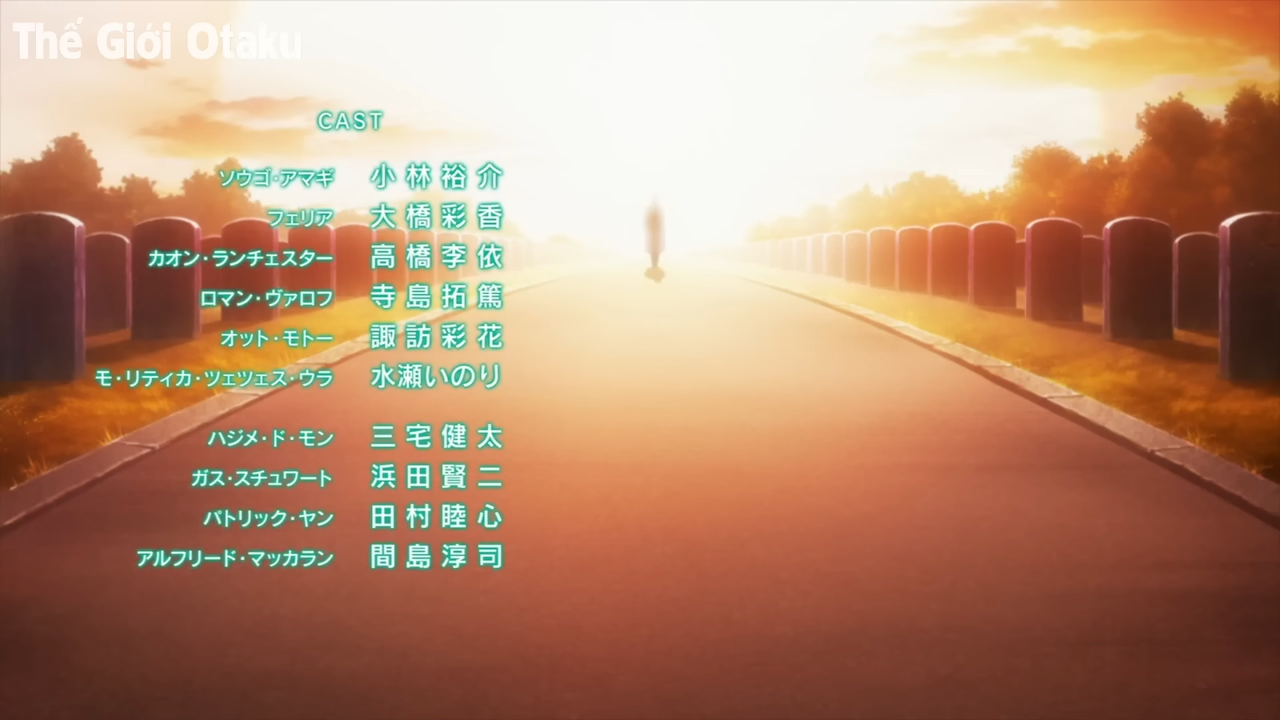 Thế Giới Otaku
CAST
ソウゴ・アマギ 小林裕介
フェリア 大橋彩香
カオン・ランチェスター 高橋李依
ロマン・ヴァロフ 寺島拓篤
オット・モトー 諏訪彩花
モ・リティカ・ツェツェス・ウラ 水瀬いのり
ハジメ・ド・モン 三宅健太
ガス・スチュワート 浜田賢二
パトリック・ヤン 田村睦心
アルフリード・マッカラン 間島淳司